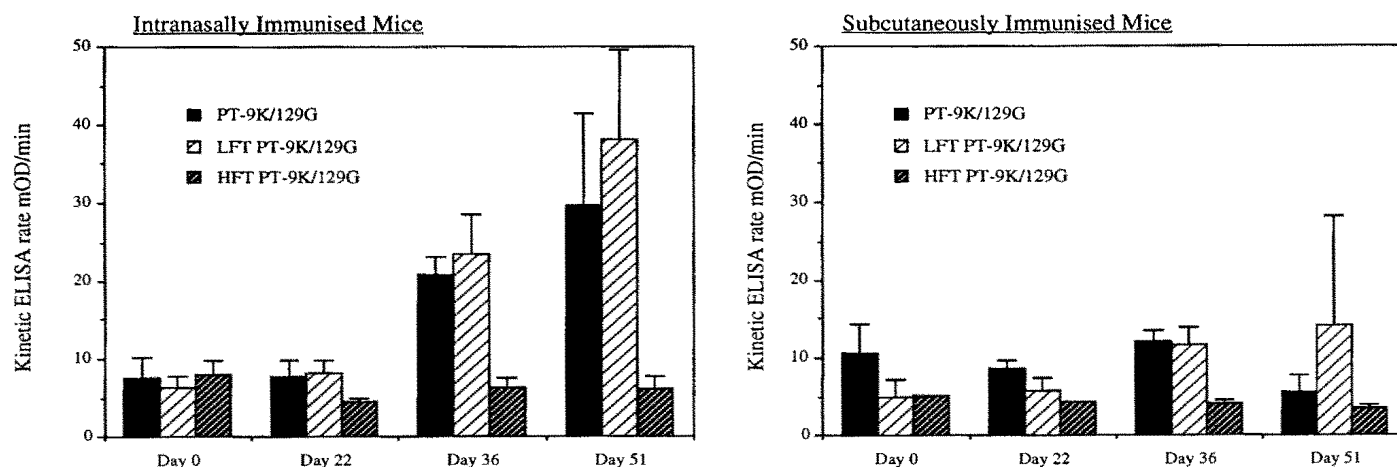 Intranasally Immunised Mice
Kinetic ELISA rate mOD/min
50
40
30
20
10
0
PT-9K/129G
LFT PT-9K/129G
HFT PT-9K/129G
Day 0
Day 22
Day 36
Day 51
Subcutaneously Immunised Mice
Kinetic ELISA rate mOD/min
50
40
30
20
10
0
PT-9K/129G
LFT PT-9K/129G
HFT PT-9K/129G
Day 0
Day 22
Day 36
Day 51